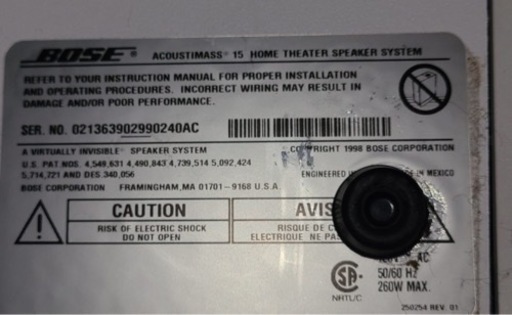 BOSE® ACOUSTIMASS® 15 HOME THEATER SPEAKER SYSTEM
REFER TO YOUR INSTRUCTION MANUAL FOR PROPER INSTALLATION
AND OPERATING PROCEDURES. INCORRECT WIRING MAY RESULT IN
DAMAGE AND/OR POOR PERFORMANCE.
SER. NO. 021363902990240AC
A VIRTUALLY INVISIBLE® SPEAKER SYSTEM
COPYRIGHT 1998 BOSE CORPORATION
U.S. PAT NOS. 4,549,631 4,490,843 4,739,514 5,092,424
5,714,721 AND DES 340,056
ENGINEERED IN MEXICO
BOSE CORPORATION FRAMINGHAM, MA 01701-9168 U.S.A.
CAUTION
RISK OF ELECTRIC SHOCK
DO NOT OPEN
AVIS
RISQUE DE
ELECTRIQUE NE
AC
50/60 Hz
260W MAX.
NRTL/C
250254 REV. 01